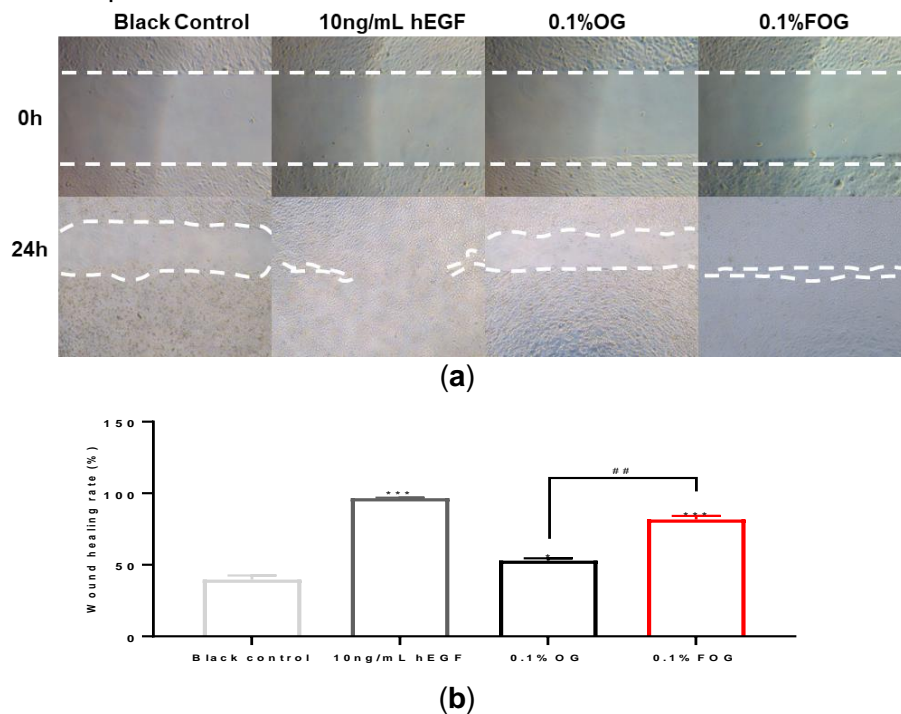 Black Control 10ng/mL hEGF 0.1%OG 0.1%FOG
0h
24h
(a)
150
100
50
0
Wound healing rate (%)
***
*
##
***
Black control 10ng/mL hEGF 0.1% OG 0.1% FOG
(b)